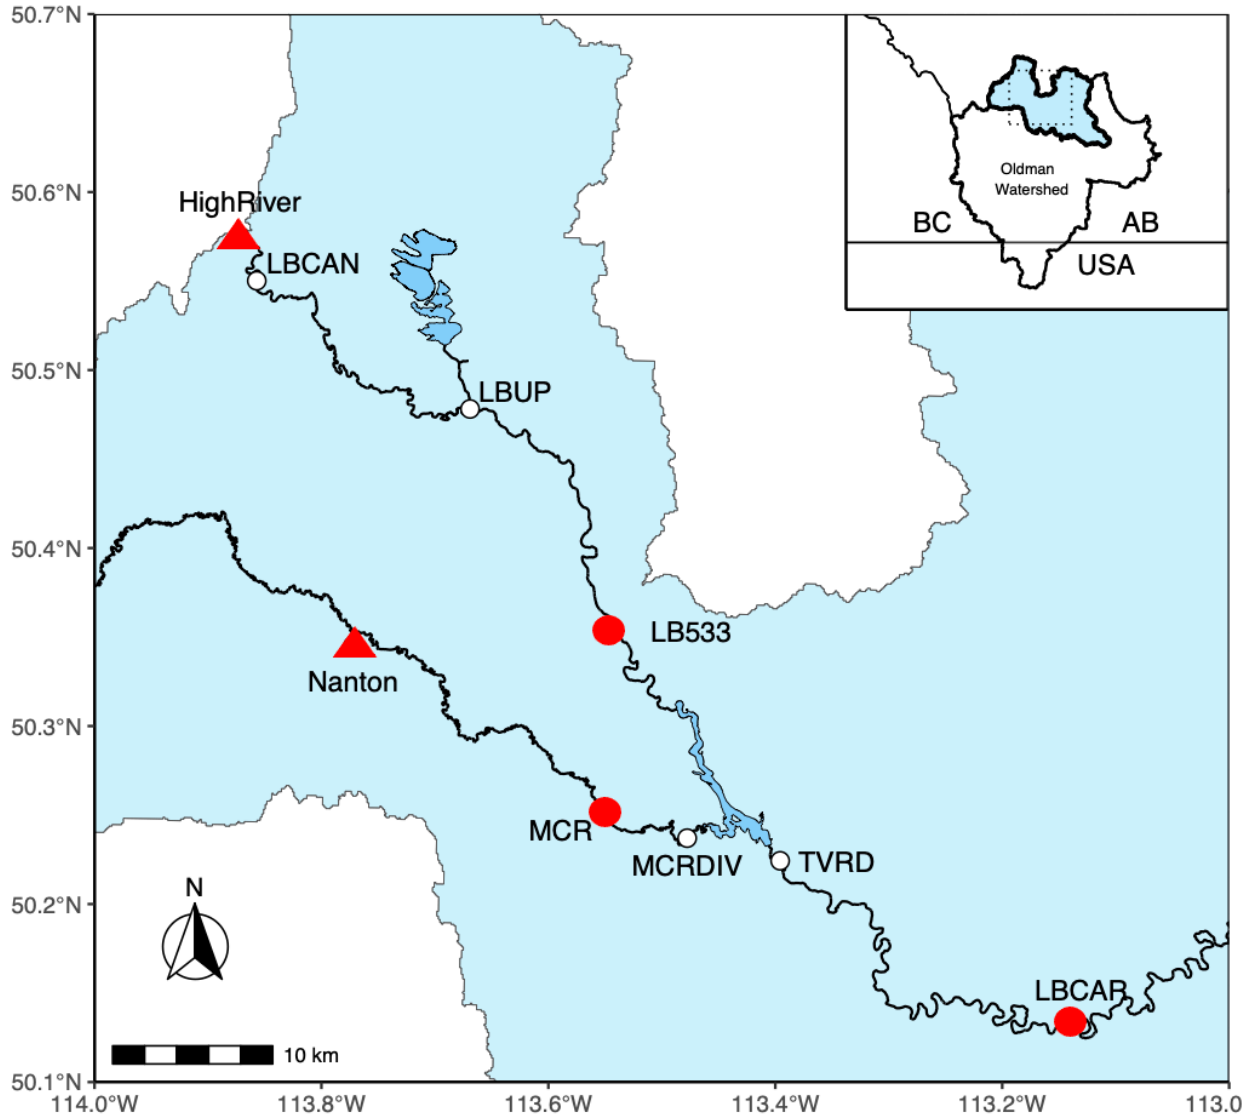 50.7°N
50.6°N
50.5°N
50.4°N
50.3°N
50.2°N
50.1°N
HighRiver
LBCAN
LBUP
LB533
Nanton
MCR
MCRDIV
TVRD
LBCAR
Oldman
Watershed
BC
AB
USA
N
10 km
114.0°W
113.8°W
113.6°W
113.4°W
113.2°W
113.0